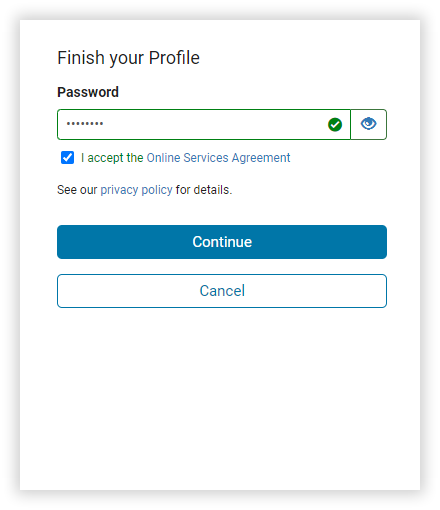 Finish your Profile
Password
••••••••
I accept the Online Services Agreement
See our privacy policy for details.
Continue
Cancel